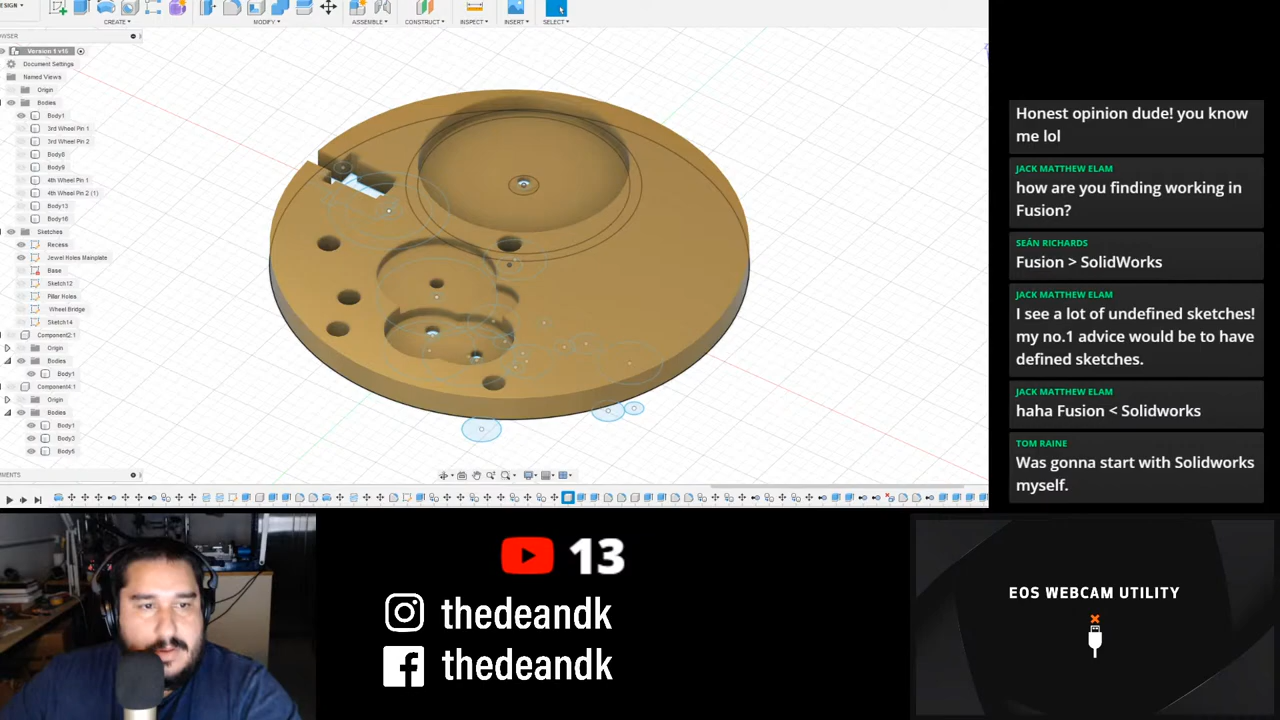 DESIGN
CREATE
MODIFY
ASSEMBLE
CONSTRUCT
INSPECT
INSERT
SELECT
BROWSER
Version 1 v15
Document Settings
Named Views
Origin
Bodies
Body1
3rd Wheel Pin 1
3rd Wheel Pin 2
Body8
Body9
4th Wheel Pin 1
4th Wheel Pin 2 (1)
Body13
Body16
Sketches
Recess
Jewel Holes Mainplate
Base
Sketch12
Pillar Holes
Wheel Bridge
Sketch14
Component2:1
Origin
Bodies
Body1
Component4:1
Origin
Bodies
Body1
Body3
Body5
COMMENTS
Honest opinion dude! you know
me lol
JACK MATTHEW ELAM
how are you finding working in
Fusion?
SEÁN RICHARDS
Fusion > SolidWorks
JACK MATTHEW ELAM
I see a lot of undefined sketches!
my no.1 advice would be to have
defined sketches.
JACK MATTHEW ELAM
haha Fusion < Solidworks
TOM RAINE
Was gonna start with Solidworks
myself.
13
thedeandk
thedeandk
EOS WEBCAM UTILITY